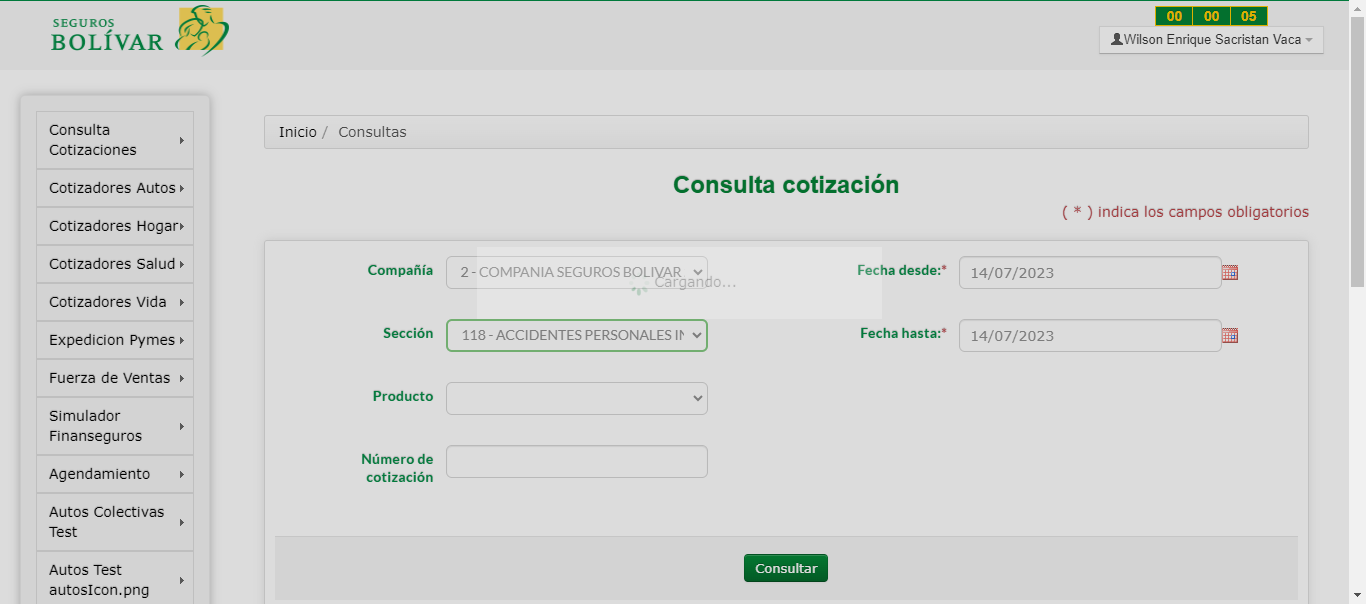 SEGUROS
BOLÍVAR
00 00 05
Wilson Enrique Sacristan Vaca
Consulta
Cotizaciones
Cotizadores Autos
Cotizadores Hogar
Cotizadores Salud
Cotizadores Vida
Expedicion Pymes
Fuerza de Ventas
Simulador
Finanseguros
Agendamiento
Autos Colectivas
Test
Autos Test
autosIcon.png
Inicio / Consultas
Consulta cotización
( * ) indica los campos obligatorios
Compañía 2 - COMPANIA SEGUROS BOLIVAR Fecha desde:* 14/07/2023
Cargando...
Sección 118 - ACCIDENTES PERSONALES IN Fecha hasta:* 14/07/2023
Producto
Número de
cotización
Consultar